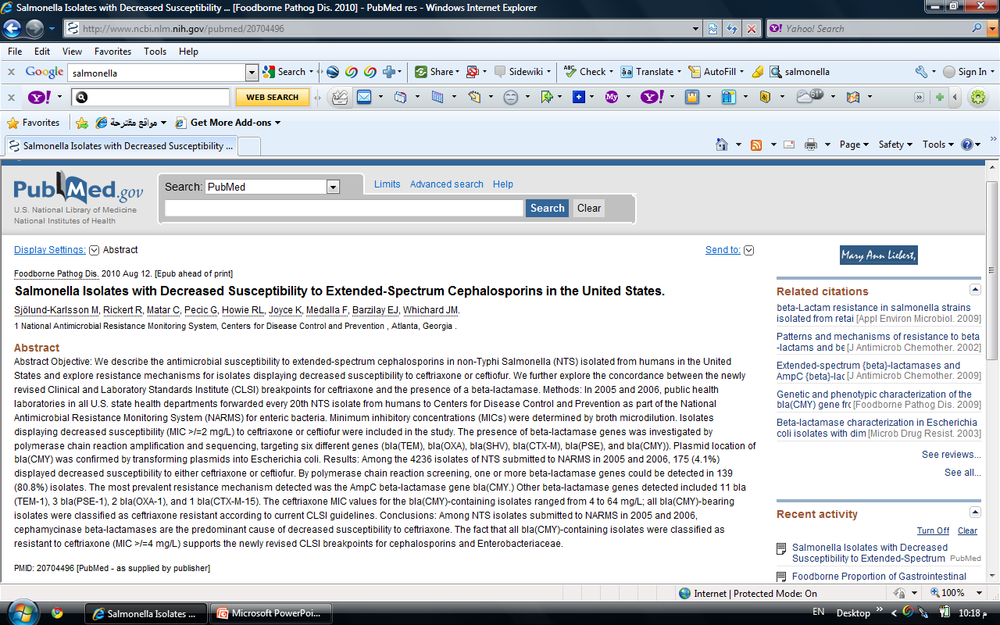 Salmonella Isolates with Decreased Susceptibility ... [Foodborne Pathog Dis. 2010] - PubMed res - Windows Internet Explorer
http://www.ncbi.nlm.nih.gov/pubmed/20704496
Yahoo! Search
File Edit View Favorites Tools Help
x Google salmonella Search Share Sidewiki Check Translate AutoFill salmonella Sign In
x Y! WEB SEARCH My Y! 61°
Favorites مواقع مقترحة Get More Add-ons
Salmonella Isolates with Decreased Susceptibility ...
Page Safety Tools
PubMed.gov
U.S. National Library of Medicine
National Institutes of Health
Search: PubMed
Limits Advanced search Help
Search Clear
Display Settings: Abstract
Send to:
Foodborne Pathog Dis. 2010 Aug 12. [Epub ahead of print]
Salmonella Isolates with Decreased Susceptibility to Extended-Spectrum Cephalosporins in the United States.
Sjölund-Karlsson M, Rickert R, Matar C, Pecic G, Howie RL, Joyce K, Medalla F, Barzilay EJ, Whichard JM.
1 National Antimicrobial Resistance Monitoring System, Centers for Disease Control and Prevention , Atlanta, Georgia .
Abstract
Abstract Objective: We describe the antimicrobial susceptibility to extended-spectrum cephalosporins in non-Typhi Salmonella (NTS) isolated from humans in the United
States and explore resistance mechanisms for isolates displaying decreased susceptibility to ceftriaxone or ceftiofur. We further explore the concordance between the newly
revised Clinical and Laboratory Standards Institute (CLSI) breakpoints for ceftriaxone and the presence of a beta-lactamase. Methods: In 2005 and 2006, public health
laboratories in all U.S. state health departments forwarded every 20th NTS isolate from humans to Centers for Disease Control and Prevention as part of the National
Antimicrobial Resistance Monitoring System (NARMS) for enteric bacteria. Minimum inhibitory concentrations (MICs) were determined by broth microdilution. Isolates
displaying decreased susceptibility (MIC >/=2 mg/L) to ceftriaxone or ceftiofur were included in the study. The presence of beta-lactamase genes was investigated by
polymerase chain reaction amplification and sequencing, targeting six different genes (bla(TEM), bla(OXA), bla(SHV), bla(CTX-M), bla(PSE), and bla(CMY)). Plasmid location of
bla(CMY) was confirmed by transforming plasmids into Escherichia coli. Results: Among the 4236 isolates of NTS submitted to NARMS in 2005 and 2006, 175 (4.1%)
displayed decreased susceptibility to either ceftriaxone or ceftiofur. By polymerase chain reaction screening, one or more beta-lactamase genes could be detected in 139
(80.8%) isolates. The most prevalent resistance mechanism detected was the AmpC beta-lactamase gene bla(CMY.) Other beta-lactamase genes detected included 11 bla
(TEM-1), 3 bla(PSE-1), 2 bla(OXA-1), and 1 bla(CTX-M-15). The ceftriaxone MIC values for the bla(CMY)-containing isolates ranged from 4 to 64 mg/L; all bla(CMY)-bearing
isolates were classified as ceftriaxone resistant according to current CLSI guidelines. Conclusions: Among NTS isolates submitted to NARMS in 2005 and 2006,
cephamycinase beta-lactamases are the predominant cause of decreased susceptibility to ceftriaxone. The fact that all bla(CMY)-containing isolates were classified as
resistant to ceftriaxone (MIC >/=4 mg/L) supports the newly revised CLSI breakpoints for cephalosporins and Enterobacteriaceae.
PMID: 20704496 [PubMed - as supplied by publisher]
Mary Ann Liebert,
Related citations
beta-Lactam resistance in salmonella strains
isolated from retai [Appl Environ Microbiol. 2009]
Patterns and mechanisms of resistance to beta
-lactams and be [J Antimicrob Chemother. 2002]
Extended-spectrum {beta}-lactamases and
AmpC {beta}-lac [J Antimicrob Chemother. 2009]
Genetic and phenotypic characterization of the
bla(CMY) gene fro [Foodborne Pathog Dis. 2009]
Beta-lactamase characterization in Escherichia
coli isolates with dim [Microb Drug Resist. 2003]
See reviews...
See all...
Recent activity
Turn Off Clear
Salmonella Isolates with Decreased
Susceptibility to Extended-Spectrum PubMed
Foodborne Proportion of Gastrointestinal
Internet | Protected Mode: On 100%
Salmonella Isolates ... Microsoft PowerPoi... EN Desktop » 10:18 م